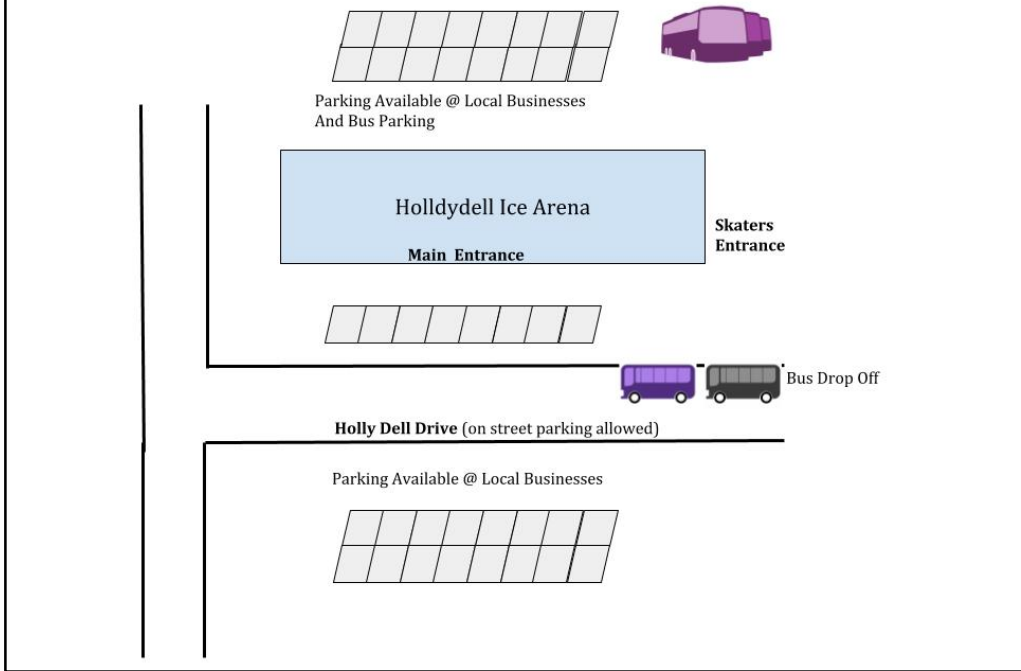 Parking Available @ Local Businesses
And Bus Parking
Holldydell Ice Arena
Main Entrance
Skaters
Entrance
Bus Drop Off
Holly Dell Drive (on street parking allowed)
Parking Available @ Local Businesses